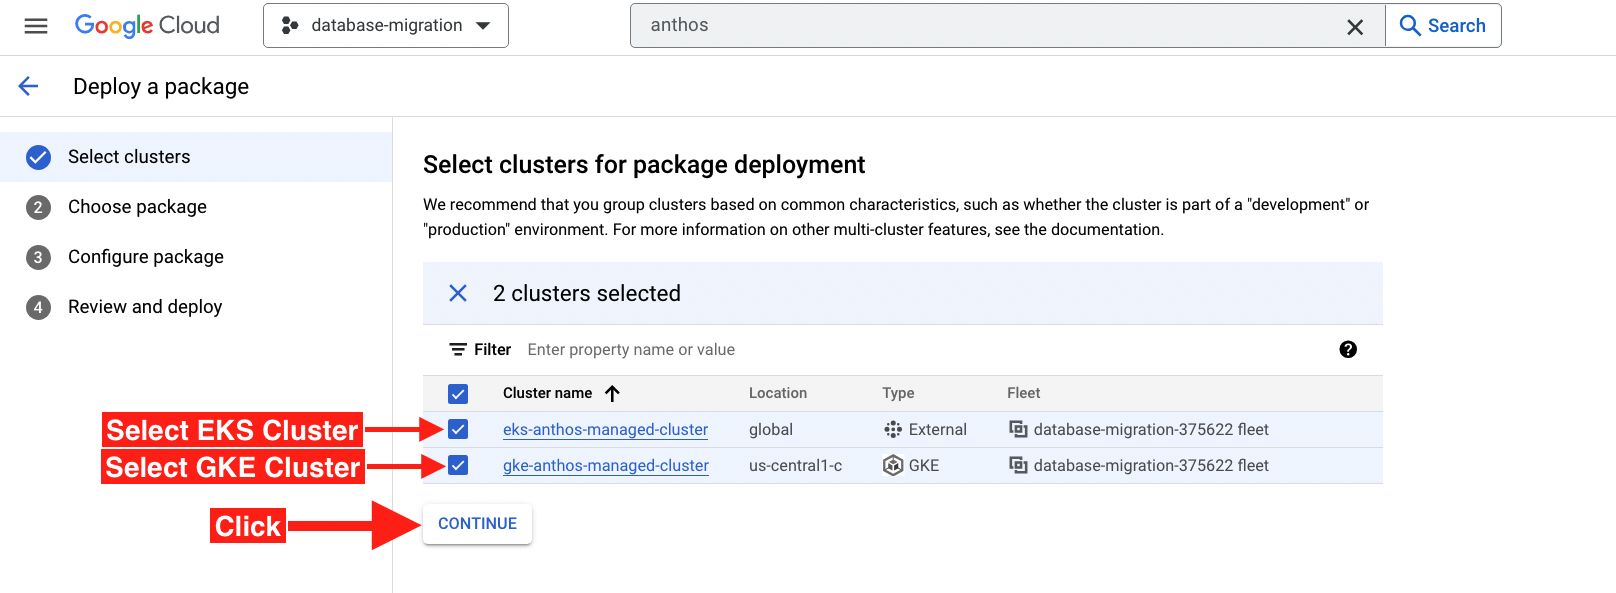 Google Cloud
database-migration
anthos
Search
Deploy a package
Select clusters
2 Choose package
3 Configure package
4 Review and deploy
Select clusters for package deployment
We recommend that you group clusters based on common characteristics, such as whether the cluster is part of a "development" or
"production" environment. For more information on other multi-cluster features, see the documentation.
2 clusters selected
Filter Enter property name or value ?
Cluster name Location Type Fleet
Select EKS Cluster eks-anthos-managed-cluster global External database-migration-375622 fleet
Select GKE Cluster gke-anthos-managed-cluster us-central1-c GKE database-migration-375622 fleet
Click CONTINUE